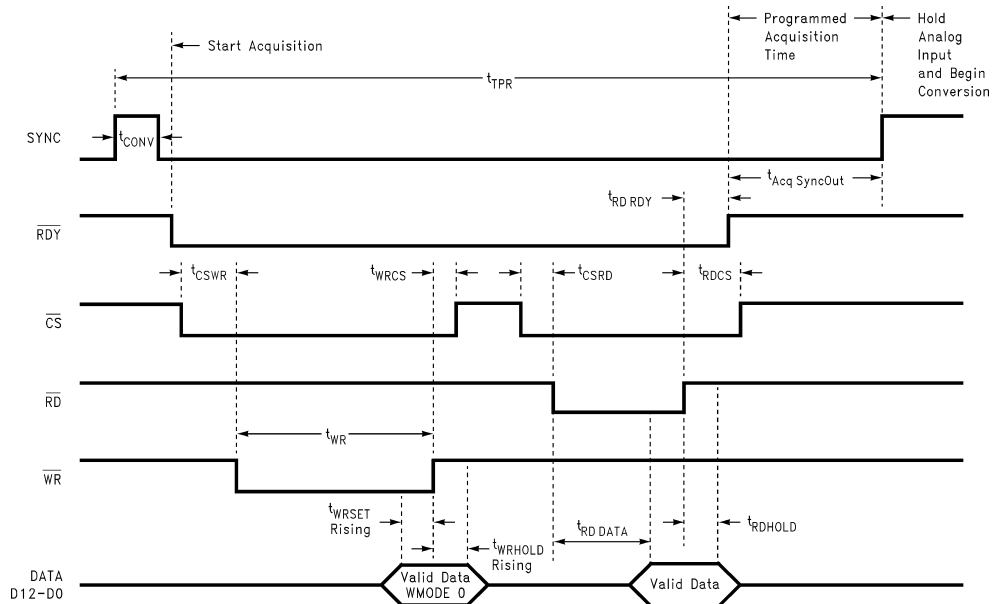 Start Acquisition
Programmed
Acquisition
Time
Hold
Analog
Input
and Begin
Conversion
tTPR
SYNC
tCONV
tAcq SyncOut
tRD RDY
RDY
tCSWR
tWRCS
tCSRD
tRDCS
CS
RD
tWR
WR
tWRSET
Rising
tWRHOLD
Rising
tRD DATA
tRDHOLD
DATA
D12-D0
Valid Data
WMODE 0
Valid Data